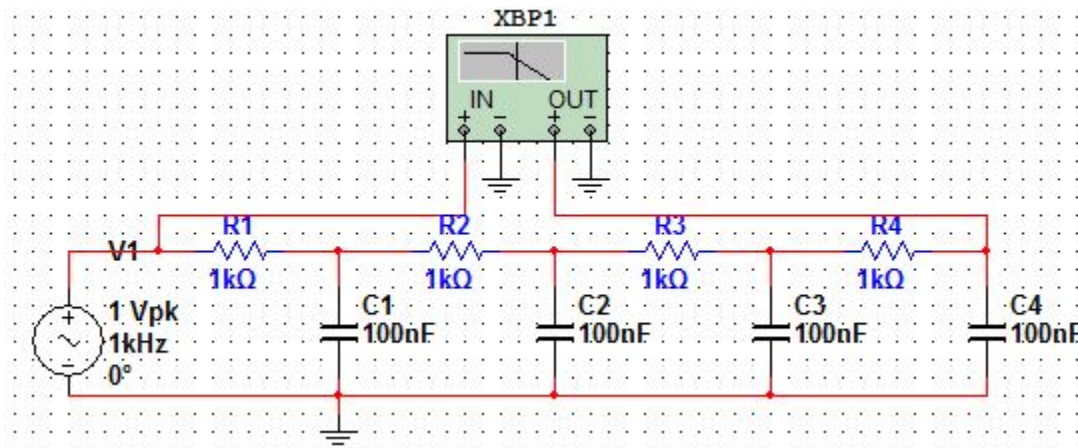 XBP1
IN OUT
+ − + −
R1 R2 R3 R4
V1
1kΩ 1kΩ 1kΩ 1kΩ
1 Vpk
1kHz
0°
C1
100nF
C2
100nF
C3
100nF
C4
100nF